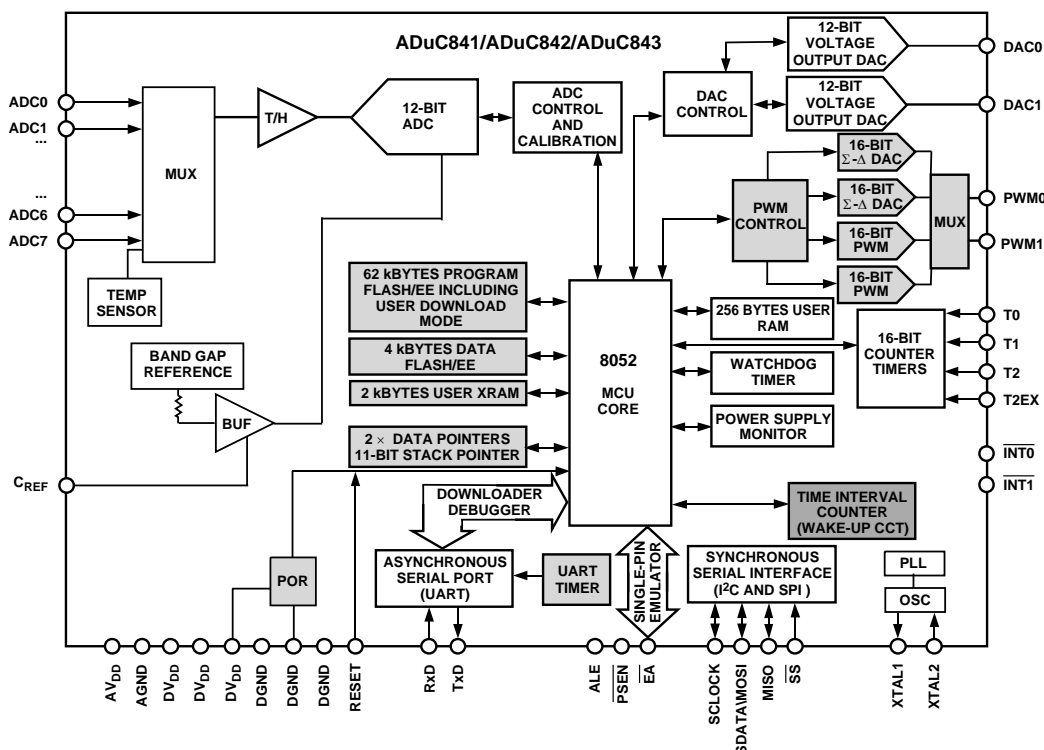 ADuC841/ADuC842/ADuC843
ADC0
ADC1
...
...
ADC6
ADC7
MUX
TEMP
SENSOR
T/H
12-BIT
ADC
ADC
CONTROL
AND
CALIBRATION
DAC
CONTROL
12-BIT
VOLTAGE
OUTPUT DAC
12-BIT
VOLTAGE
OUTPUT DAC
DAC0
DAC1
PWM
CONTROL
16-BIT
Σ-Δ DAC
16-BIT
Σ-Δ DAC
16-BIT
PWM
16-BIT
PWM
MUX
PWM0
PWM1
BAND GAP
REFERENCE
BUF
CREF
62 kBYTES PROGRAM
FLASH/EE INCLUDING
USER DOWNLOAD
MODE
4 kBYTES DATA
FLASH/EE
2 kBYTES USER XRAM
2 × DATA POINTERS
11-BIT STACK POINTER
8052
MCU
CORE
256 BYTES USER
RAM
WATCHDOG
TIMER
POWER SUPPLY
MONITOR
16-BIT
COUNTER
TIMERS
T0
T1
T2
T2EX
INT0
INT1
TIME INTERVAL
COUNTER
(WAKE-UP CCT)
DOWNLOADER
DEBUGGER
POR
ASYNCHRONOUS
SERIAL PORT
(UART)
UART
TIMER
SINGLE-PIN
EMULATOR
SYNCHRONOUS
SERIAL INTERFACE
(I2C AND SPI )
PLL
OSC
AVDD
AGND
DVDD
DVDD
DVDD
DGND
DGND
DGND
RESET
RxD
TxD
ALE
PSEN
EA
SCLOCK
SDATA\MOSI
MISO
SS
XTAL1
XTAL2